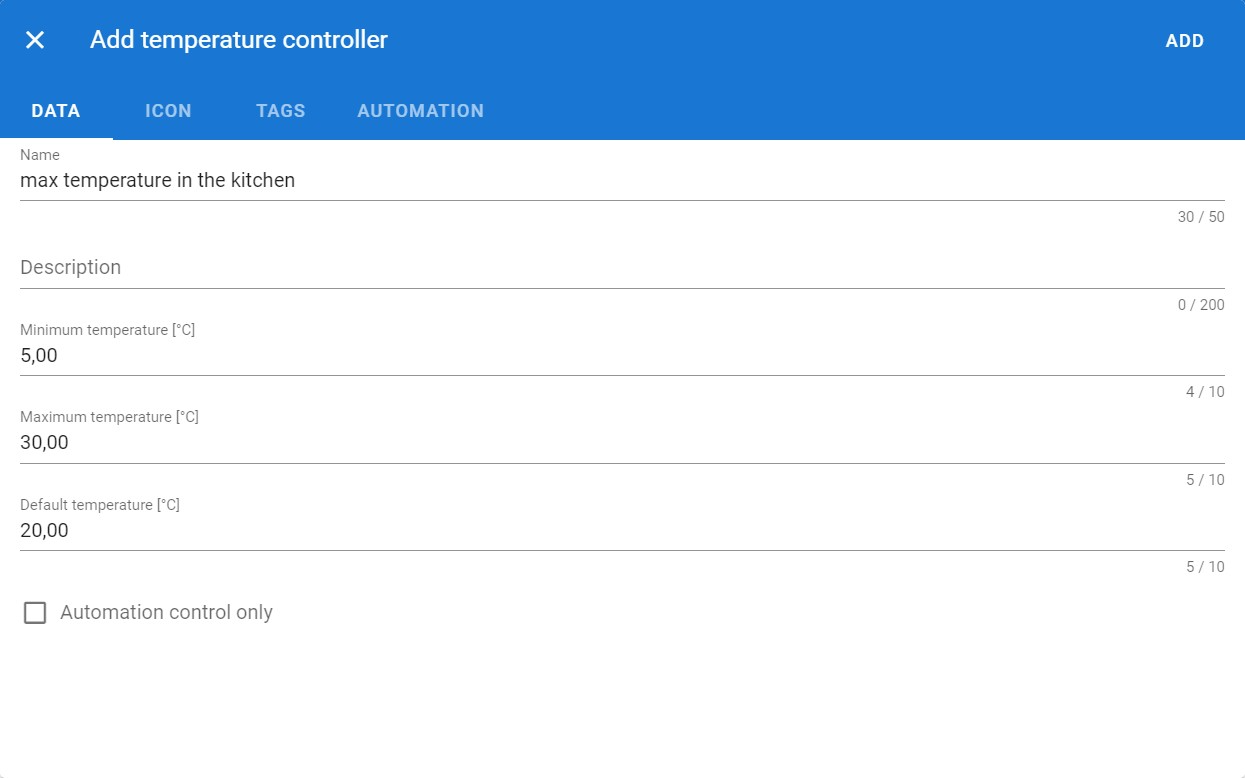 Add temperature controller
ADD
DATA ICON TAGS AUTOMATION
Name
max temperature in the kitchen
30 / 50
Description
0 / 200
Minimum temperature [°C]
5,00
4 / 10
Maximum temperature [°C]
30,00
5 / 10
Default temperature [°C]
20,00
5 / 10
Automation control only